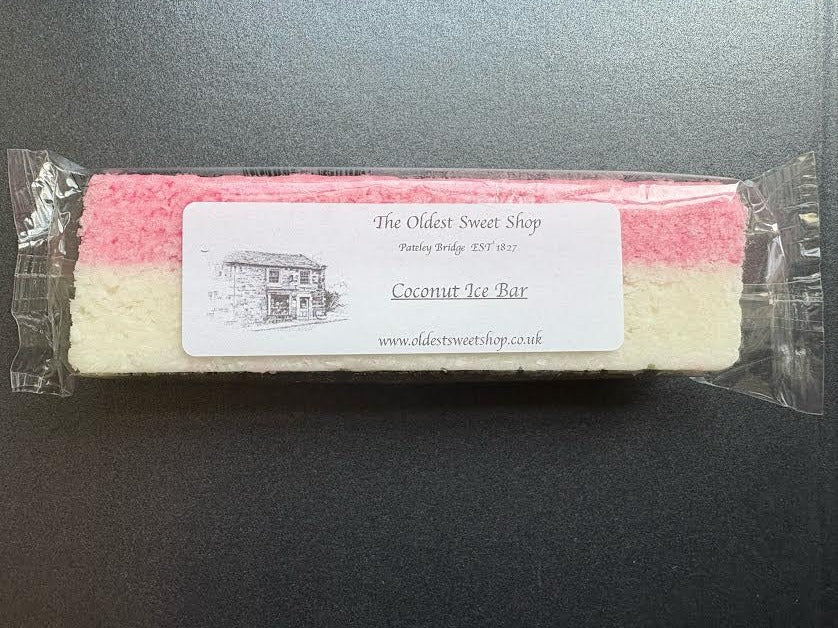 The Oldest Sweet Shop
Pateley Bridge EST 1827
Coconut Ice Bar
www.oldestsweetshop.co.uk